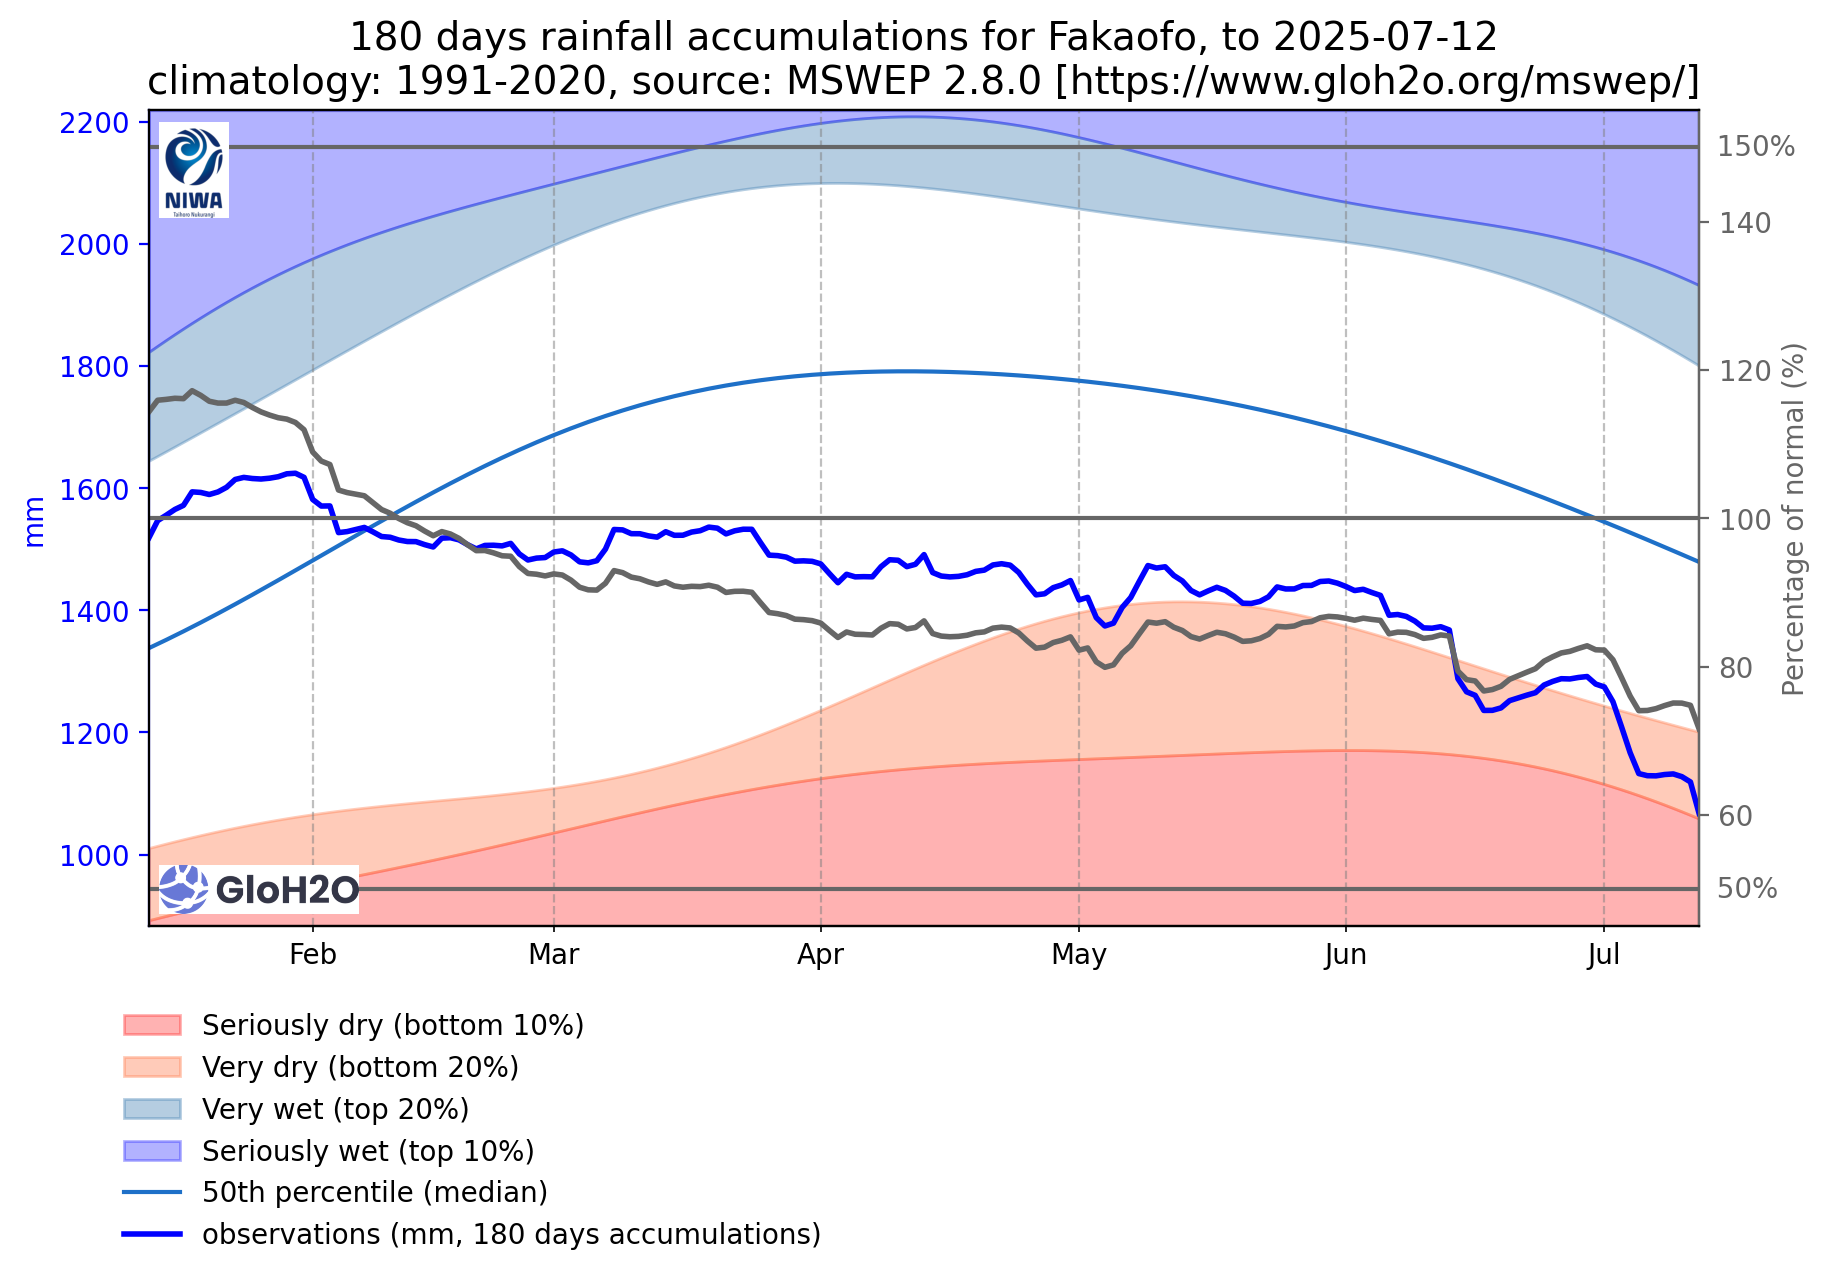 180 days rainfall accumulations for Fakaofo, to 2025-07-12
climatology: 1991-2020, source: MSWEP 2.8.0 [https://www.gloh2o.org/mswep/]
2200
2000
1800
1600
1400
1200
1000
mm
NIWA
Taihoro Nukurangi
GloH2O
150%
140
120
100
80
60
50%
Percentage of normal (%)
Feb
Mar
Apr
May
Jun
Jul
Seriously dry (bottom 10%)
Very dry (bottom 20%)
Very wet (top 20%)
Seriously wet (top 10%)
50th percentile (median)
observations (mm, 180 days accumulations)